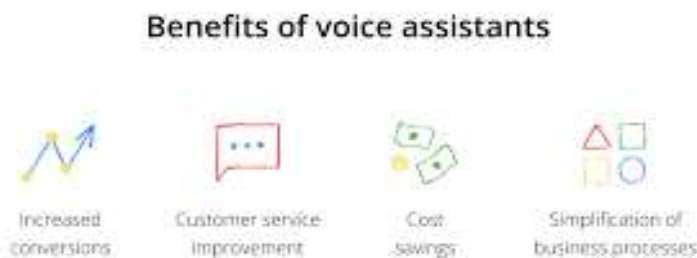 Benefits of voice assistants
Increased
conversions
Customer service
improvement
Cost
savings
Simplification of
business processes